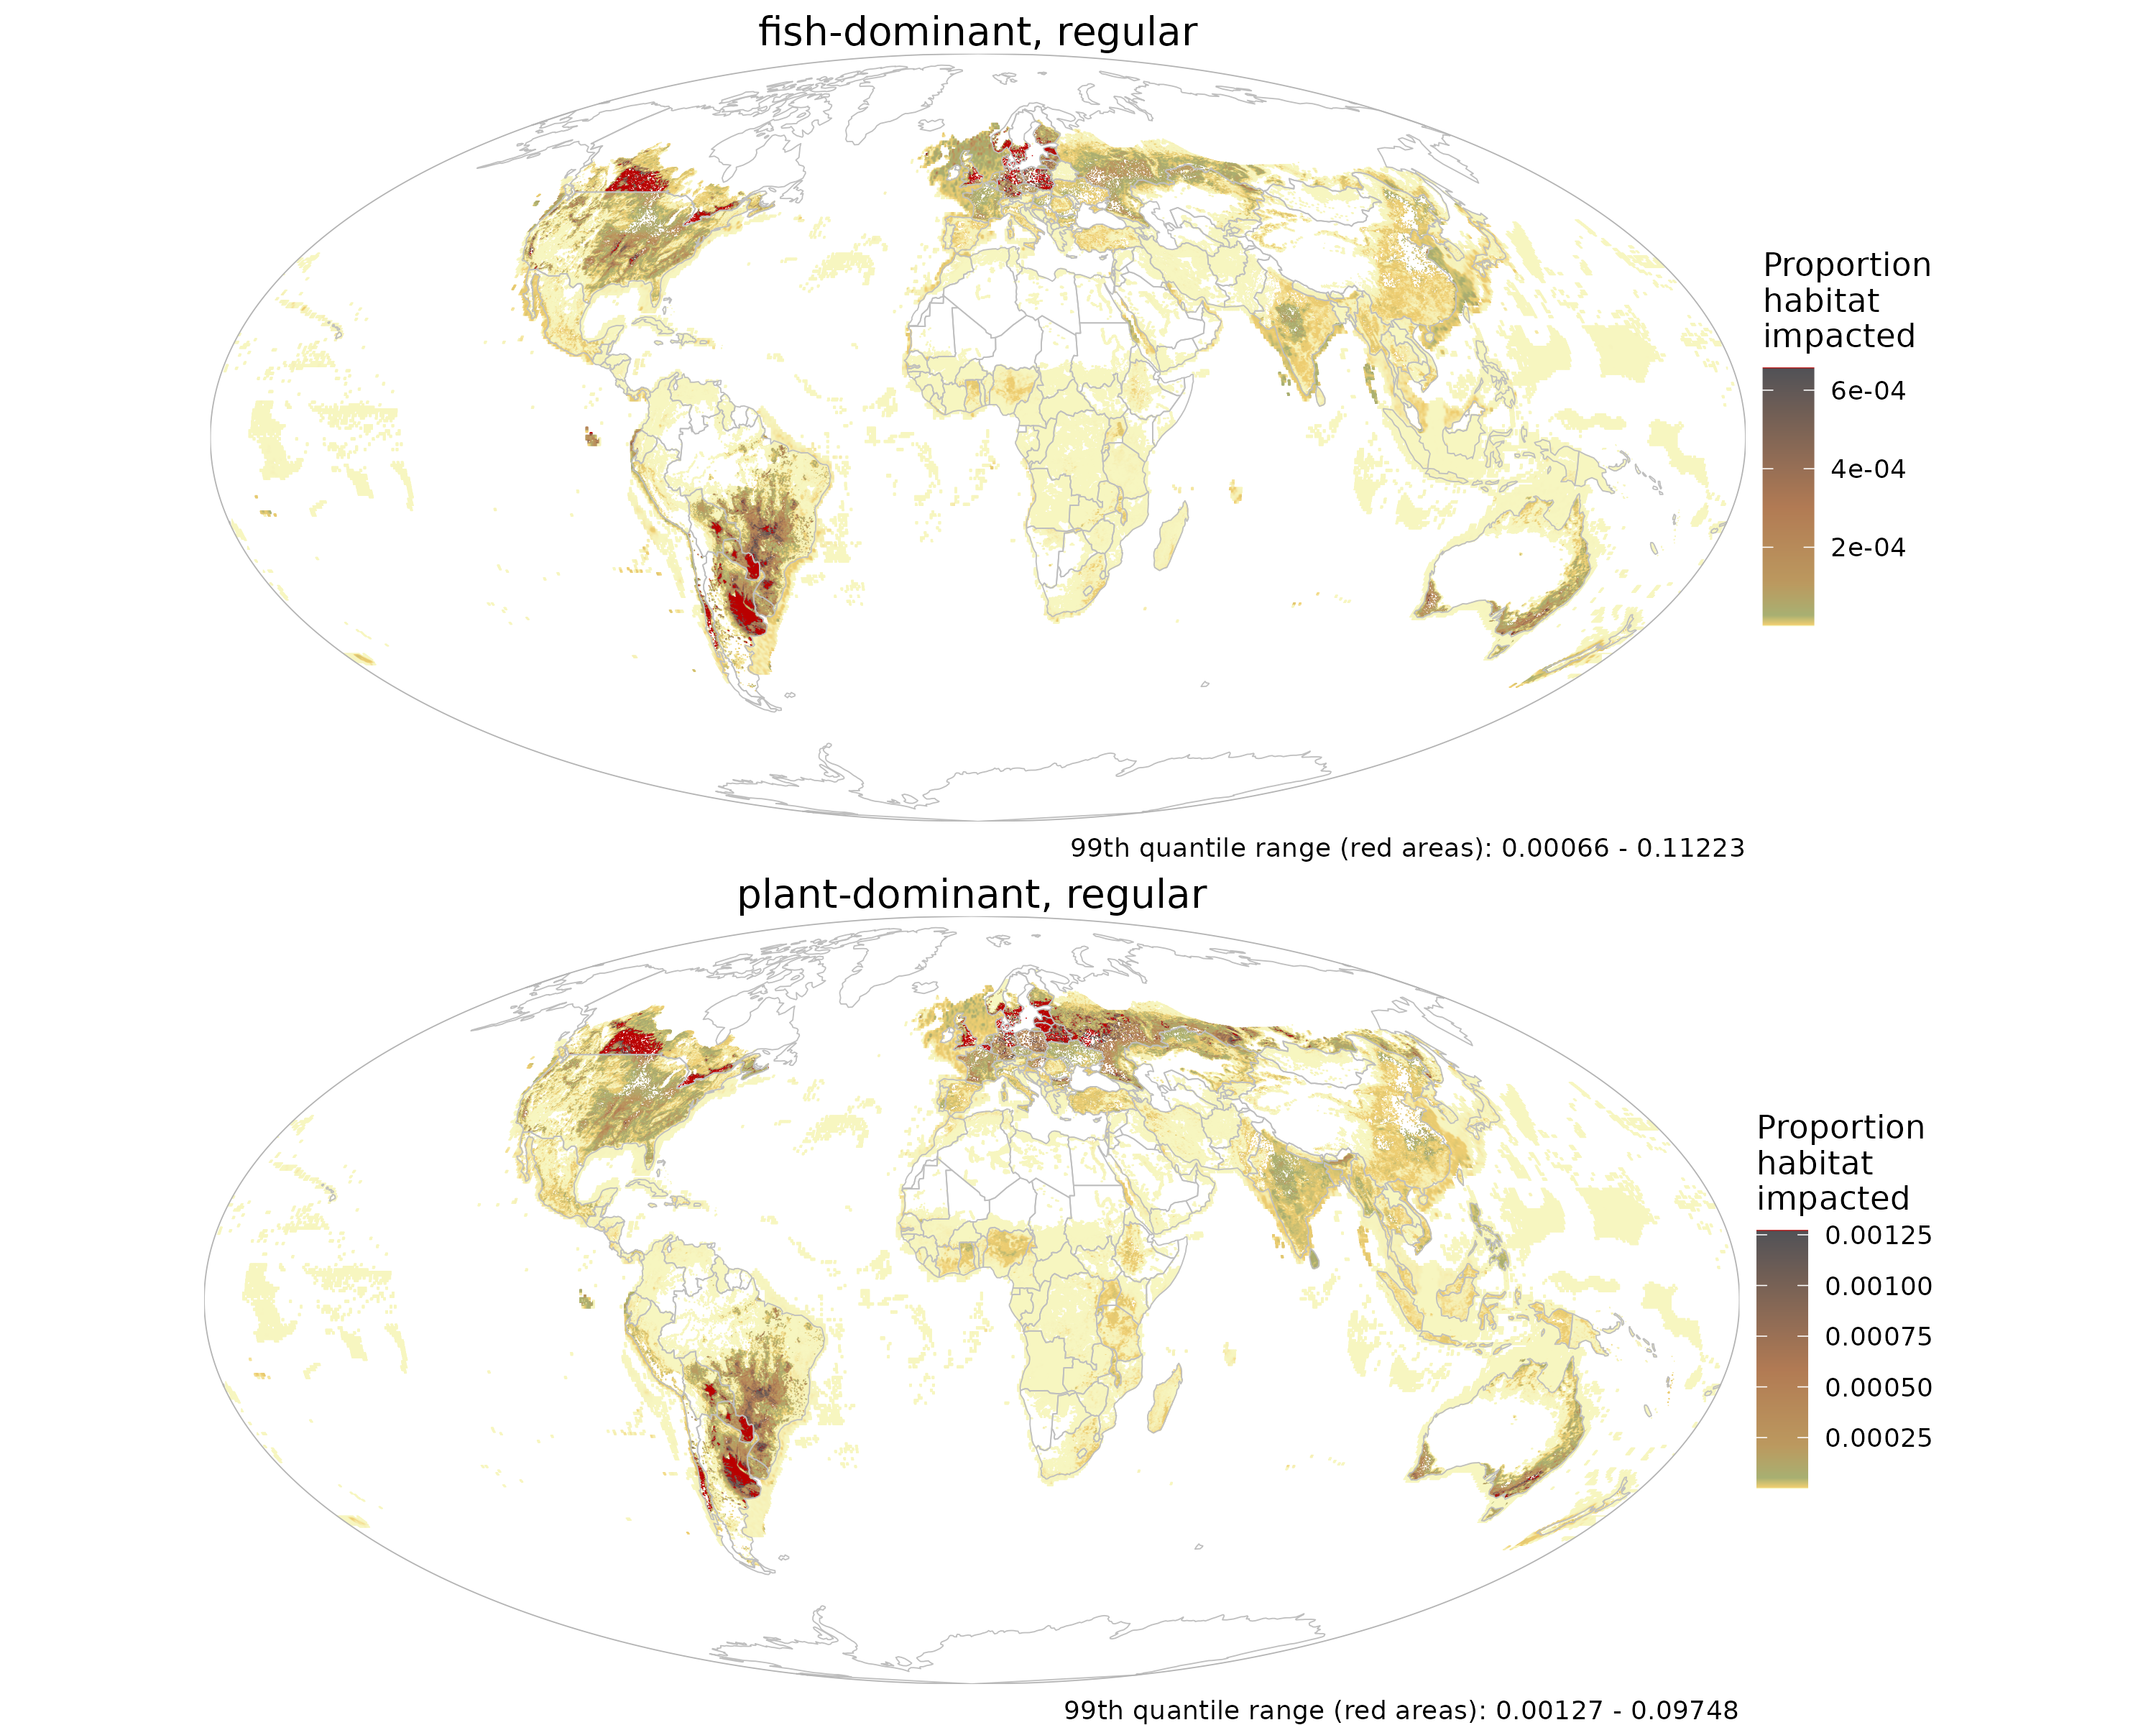 fish-dominant, regular
Proportion
habitat
impacted
6e-04
4e-04
2e-04
99th quantile range (red areas): 0.00066 - 0.11223
plant-dominant, regular
Proportion
habitat
impacted
0.00125
0.00100
0.00075
0.00050
0.00025
99th quantile range (red areas): 0.00127 - 0.09748